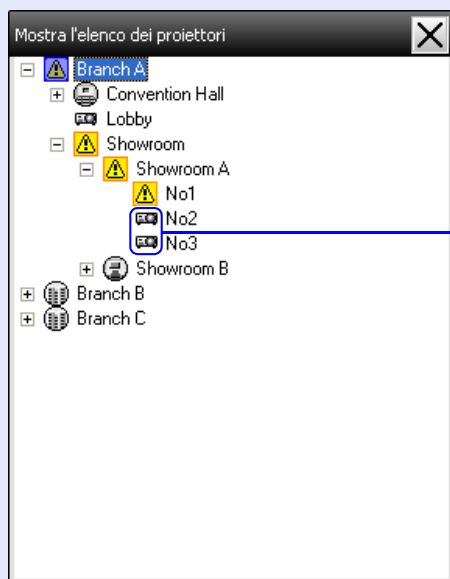 Mostra l'elenco dei proiettori
Branch A
Convention Hall
Lobby
Showroom
Showroom A
No1
No2
No3
Showroom B
Branch B
Branch C